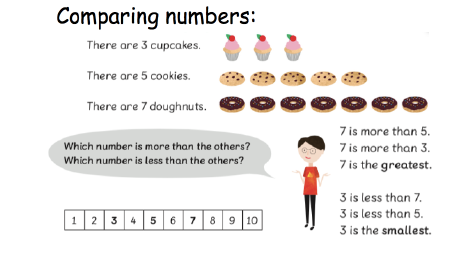 Comparing numbers:
There are 3 cupcakes.
There are 5 cookies.
There are 7 doughnuts.
Which number is more than the others?
Which number is less than the others?
7 is more than 5.
7 is more than 3.
7 is the greatest.
3 is less than 7.
3 is less than 5.
3 is the smallest.
1 2 3 4 5 6 7 8 9 10